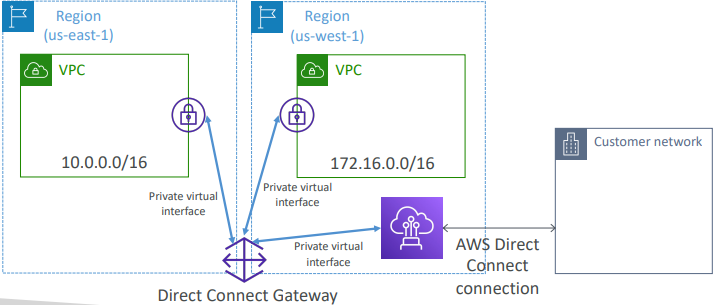 Region
(us-east-1)
VPC
10.0.0.0/16
Region
(us-west-1)
VPC
172.16.0.0/16
Customer network
Private virtual
interface
Private virtual
interface
Private virtual
interface
AWS Direct
Connect
connection
Direct Connect Gateway